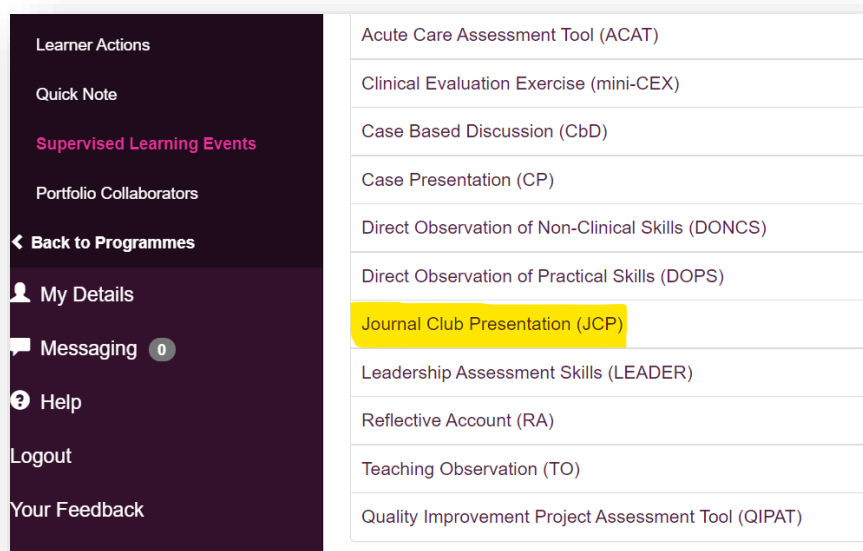 Learner Actions
Quick Note
Supervised Learning Events
Portfolio Collaborators
Back to Programmes
My Details
Messaging 0
Help
Logout
Your Feedback
Acute Care Assessment Tool (ACAT)
Clinical Evaluation Exercise (mini-CEX)
Case Based Discussion (CbD)
Case Presentation (CP)
Direct Observation of Non-Clinical Skills (DONCS)
Direct Observation of Practical Skills (DOPS)
Journal Club Presentation (JCP)
Leadership Assessment Skills (LEADER)
Reflective Account (RA)
Teaching Observation (TO)
Quality Improvement Project Assessment Tool (QIPAT)